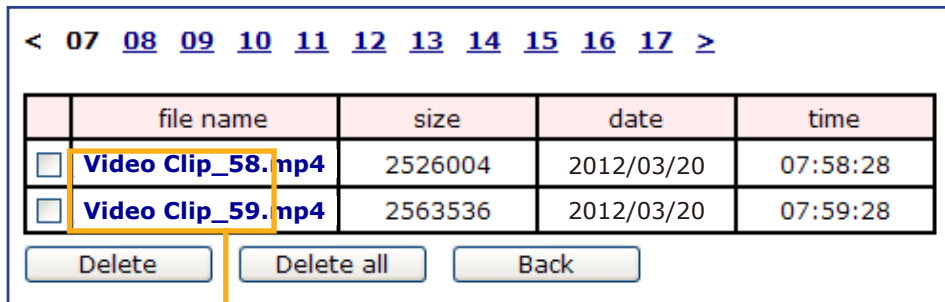 < 07 08 09 10 11 12 13 14 15 16 17 >
file name size date time
Video Clip_58.mp4 2526004 2012/03/20 07:58:28
Video Clip_59.mp4 2563536 2012/03/20 07:59:28
Delete Delete all Back